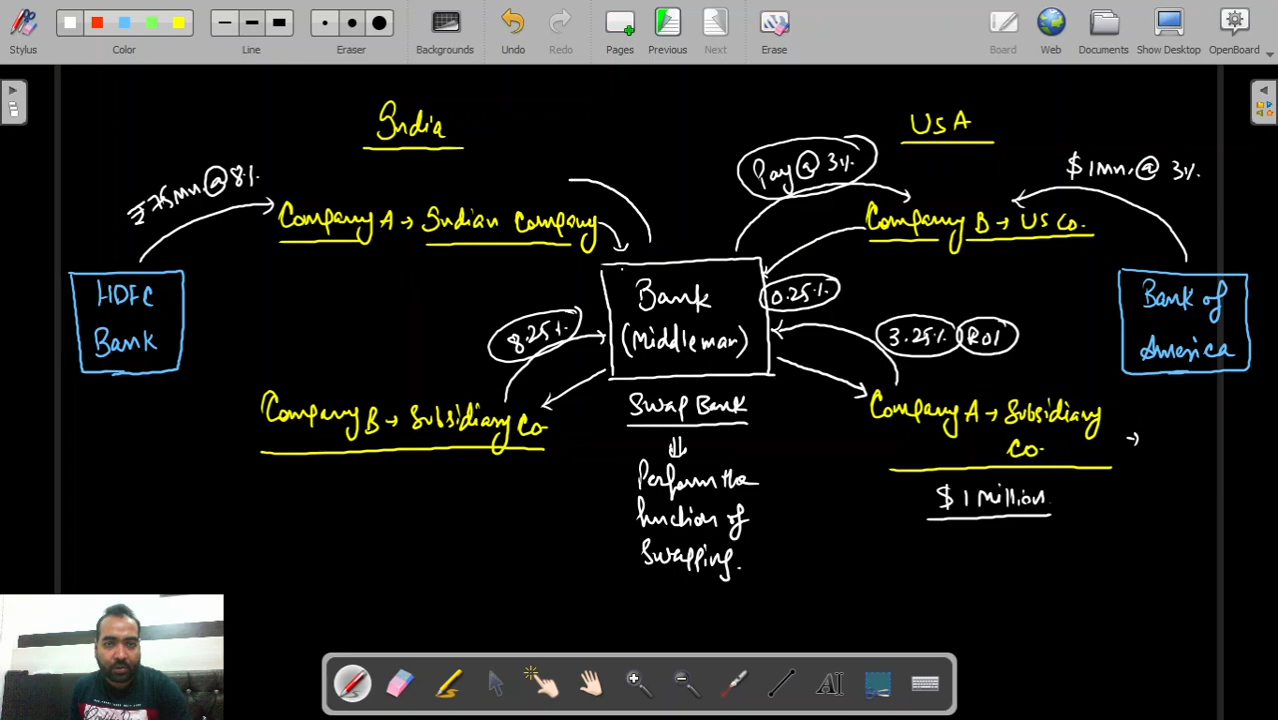 Stylus
Color
Line
Eraser
Backgrounds
Undo
Redo
Pages
Previous
Next
Erase
Board
Web
Documents
Show Desktop
OpenBoard
India
USA
₹75mn.@8%
Pay @ 3%
$1mn.@ 3%
Company A → Indian Company
Company B → US Co.
HDFC
Bank
Bank
(Middleman)
0.25%
8.25%
3.25% ROI
Bank of
America
Company B → Subsidiary Co-
Swap Bank
Company A → Subsidiary
Co-
$ 1 Million
Perform the
function of
Swapping.